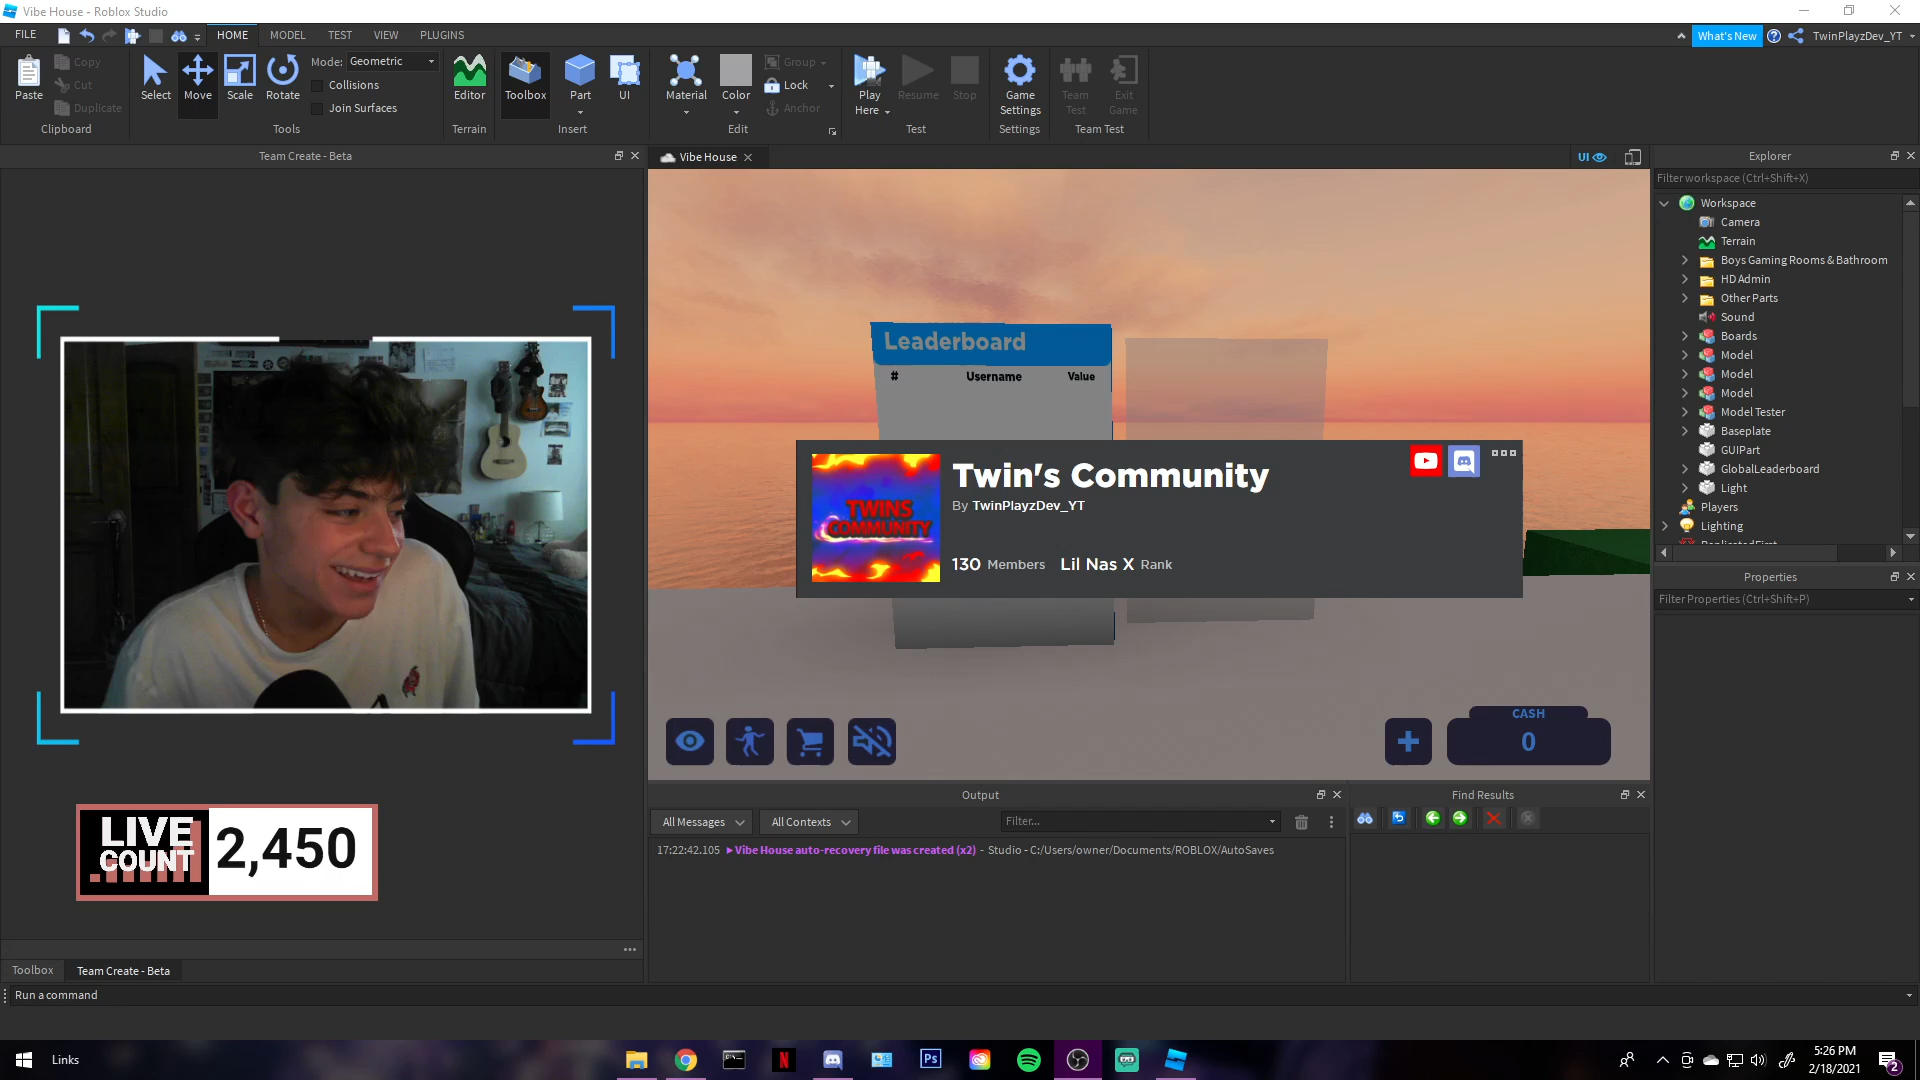 Vibe House - Roblox Studio
FILE
HOME
MODEL
TEST
VIEW
PLUGINS
What's New
TwinPlayzDev_YT
Paste
Copy
Cut
Duplicate
Clipboard
Select
Move
Scale
Rotate
Mode: Geometric
Collisions
Join Surfaces
Tools
Editor
Terrain
Toolbox
Part
UI
Insert
Material
Color
Group
Lock
Anchor
Edit
Play
Here
Resume
Stop
Test
Game
Settings
Settings
Team
Test
Exit
Game
Team Test
Team Create - Beta
Vibe House
UI
Explorer
Filter workspace (Ctrl+Shift+X)
Workspace
Camera
Terrain
Boys Gaming Rooms & Bathroom
HD Admin
Other Parts
Sound
Boards
Model
Model
Model
Model Tester
Baseplate
GUIPart
GlobalLeaderboard
Light
Players
Lighting
ReplicatedFirst
Properties
Filter Properties (Ctrl+Shift+P)
Leaderboard
# Username Value
TWINS
COMMUNITY
Twin's Community
By TwinPlayzDev_YT
130 Members Lil Nas X Rank
CASH
0
LIVE
COUNT
2,450
Output
All Messages
All Contexts
Filter...
17:22:42.105 Vibe House auto-recovery file was created (x2) - Studio - C:/Users/owner/Documents/ROBLOX/AutoSaves
Find Results
Toolbox
Team Create - Beta
Run a command
Links
N
Ps
5:26 PM
2/18/2021
2